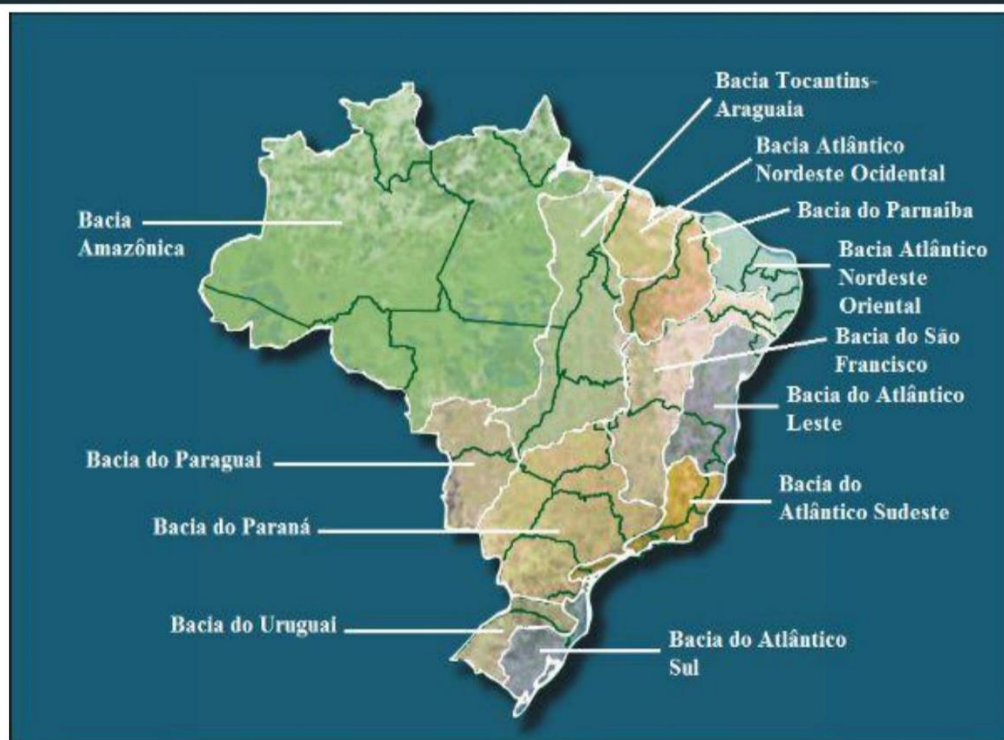 Bacia Tocantins-
Araguaia
Bacia Atlântico
Nordeste Ocidental
Bacia do Parnaíba
Bacia
Amazônica
Bacia Atlântico
Nordeste
Oriental
Bacia do São
Francisco
Bacia do Atlântico
Leste
Bacia do Paraguai
Bacia do
Atlântico Sudeste
Bacia do Paraná
Bacia do Uruguai
Bacia do Atlântico
Sul